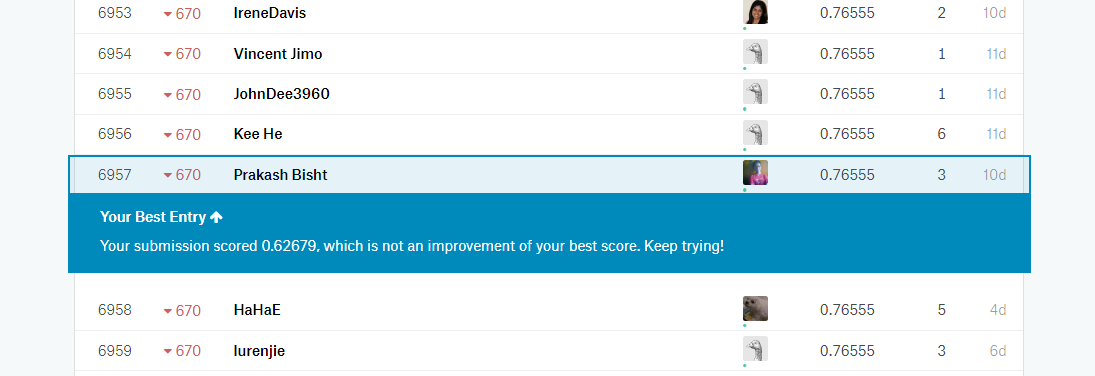 6953 670 IreneDavis 0.76555 2 10d
6954 670 Vincent Jimo 0.76555 1 11d
6955 670 JohnDee3960 0.76555 1 11d
6956 670 Kee He 0.76555 6 11d
6957 670 Prakash Bisht 0.76555 3 10d
Your Best Entry
Your submission scored 0.62679, which is not an improvement of your best score. Keep trying!
6958 670 HaHaE 0.76555 5 4d
6959 670 lurenjie 0.76555 3 6d